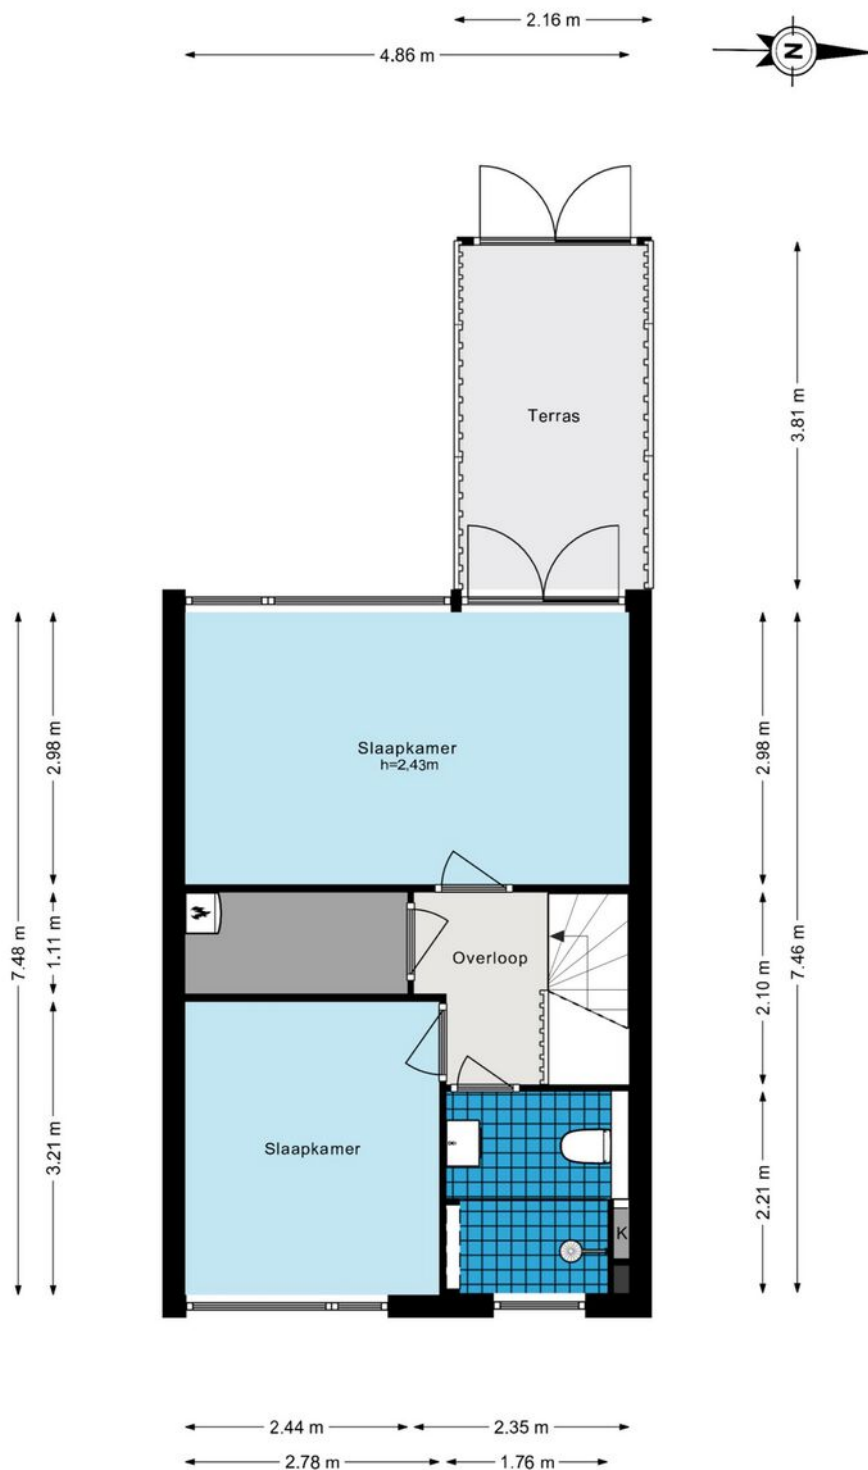 2.16 m
4.86 m
N
Terras
3.81 m
Slaapkamer
h=2,43m
2.98 m
2.98 m
7.48 m
1.11 m
Overloop
2.10 m
7.46 m
3.21 m
Slaapkamer
2.21 m
K
2.44 m
2.35 m
2.78 m
1.76 m